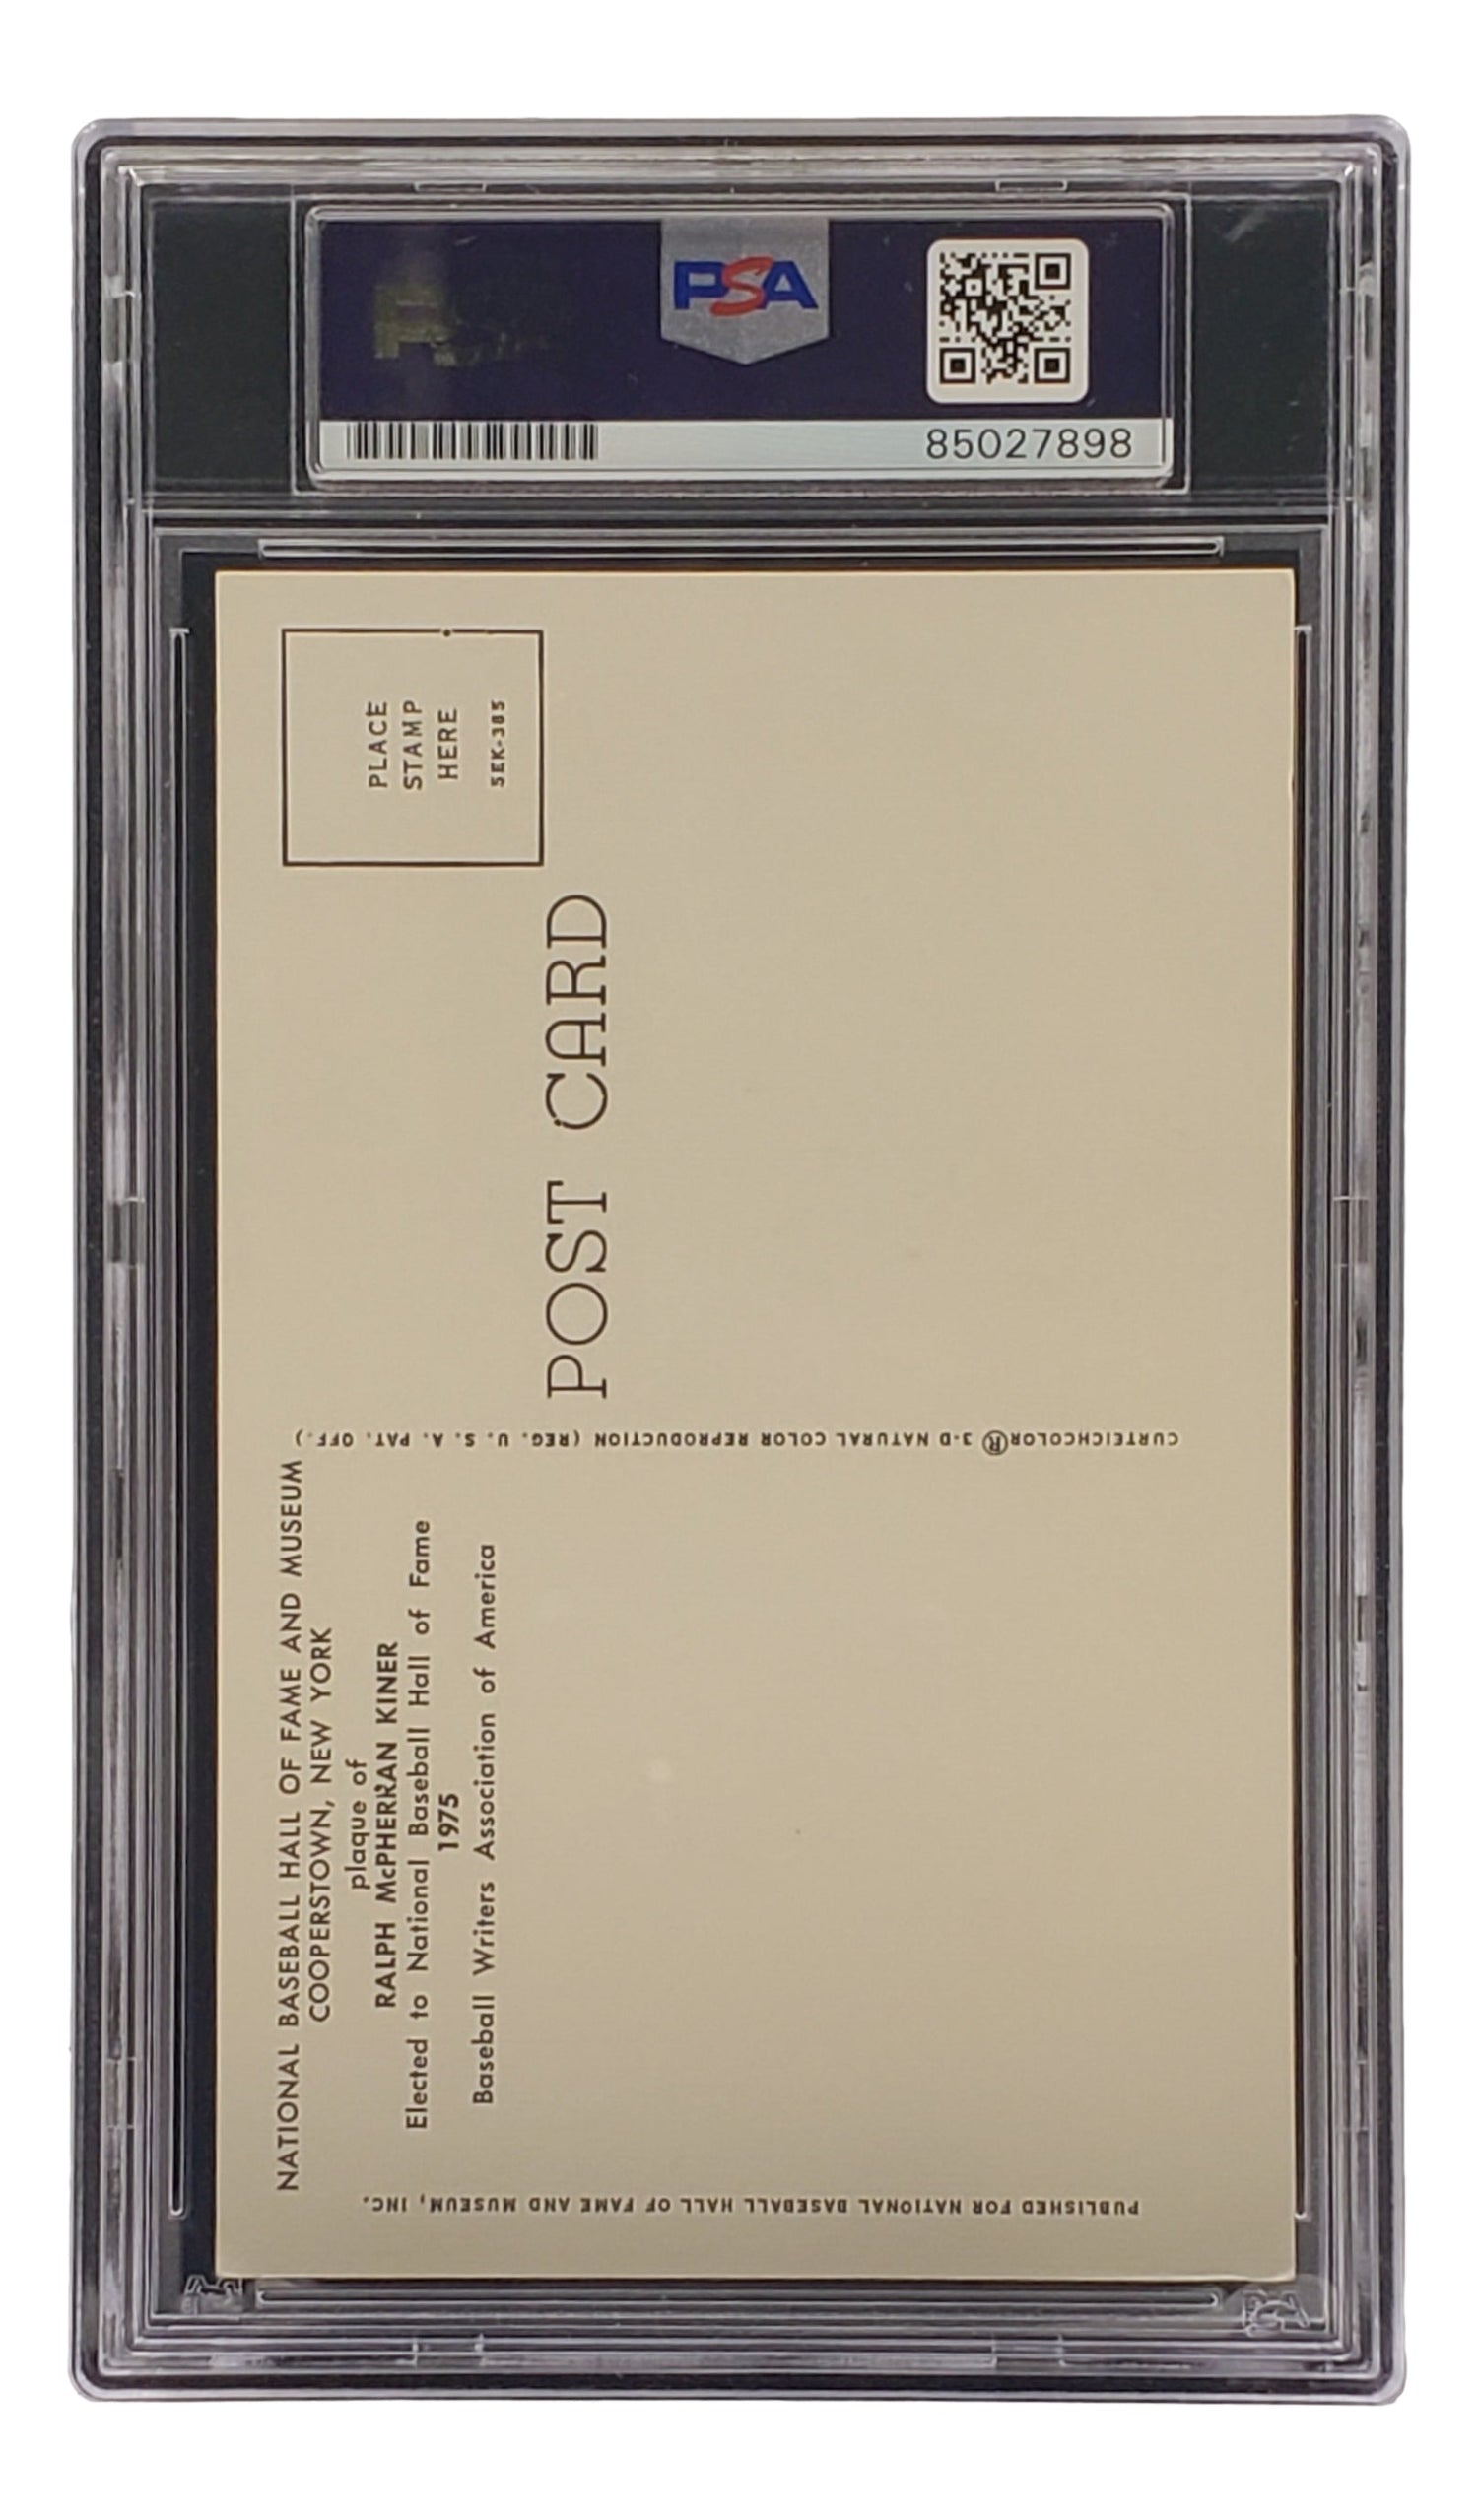 PSA
85027898
PLACE
STAMP
HERE
5EK-385
POST CARD
CURTEICHCOLOR® 3-D NATURAL COLOR REPRODUCTION (REG. U. S. A. PAT. OFF.)
NATIONAL BASEBALL HALL OF FAME AND MUSEUM
COOPERSTOWN, NEW YORK
plaque of
RALPH McPHERRAN KINER
Elected to National Baseball Hall of Fame
1975
Baseball Writers Association of America
PUBLISHED FOR NATIONAL BASEBALL HALL OF FAME AND MUSEUM, INC.
PSA